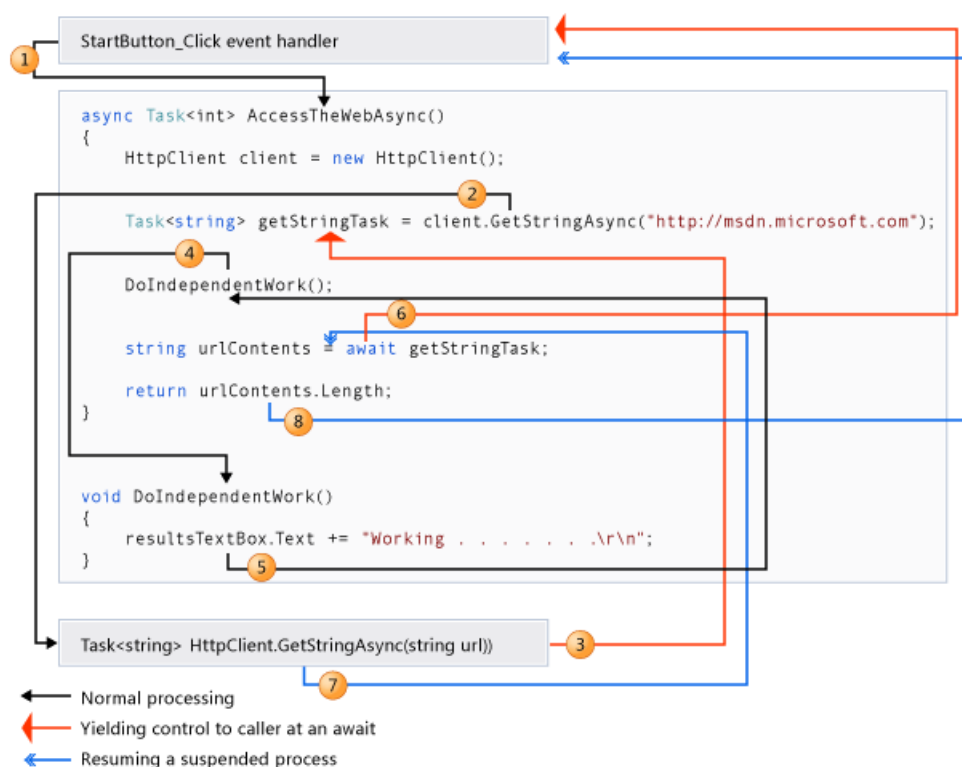 StartButton_Click event handler
1
async Task<int> AccessTheWebAsync()
{
HttpClient client = new HttpClient();
2
Task<string> getStringTask = client.GetStringAsync("http://msdn.microsoft.com");
4
DoIndependentWork();
6
string urlContents = await getStringTask;
return urlContents.Length;
}
8
void DoIndependentWork()
{
resultsTextBox.Text += "Working . . . . . . .\r\n";
}
5
Task<string> HttpClient.GetStringAsync(string url))
3
7
Normal processing
Yielding control to caller at an await
Resuming a suspended process